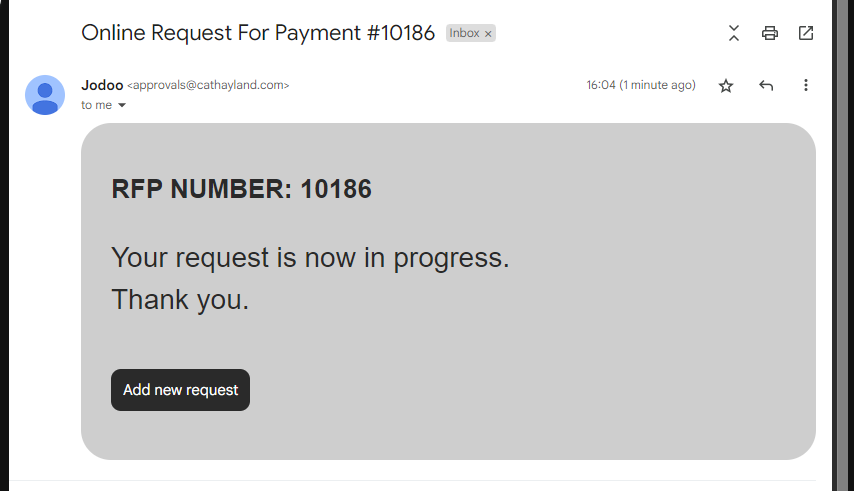 Online Request For Payment #10186 Inbox ×
Jodoo <approvals@cathayland.com> 16:04 (1 minute ago)
to me
RFP NUMBER: 10186
Your request is now in progress.
Thank you.
Add new request